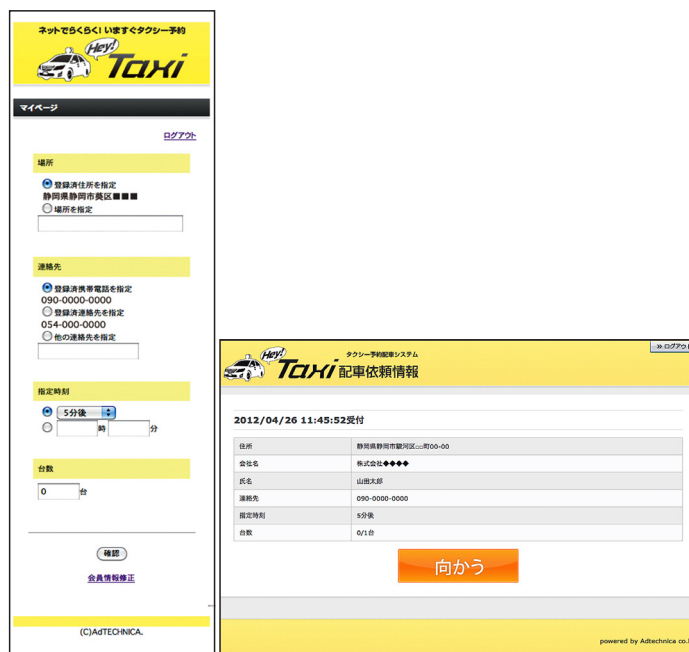 ネットでらくらく!いますぐタクシー予約
Hey!
Taxi
マイページ
ログアウト
場所
登録済住所を指定
静岡県静岡市葵区■■■
場所を指定
連絡先
登録済携帯電話を指定
090-0000-0000
登録済連絡先を指定
054-000-0000
他の連絡先を指定
指定時刻
5分後
時 分
台数
0 台
確認
会員情報修正
(C)AdTECHNICA.
Hey!
Taxi
タクシー予約配車システム
配車依頼情報
» ログアウト
2012/04/26 11:45:52受付
住所 静岡県静岡市駿河区□□町00-00
会社名 株式会社◆◆◆◆
氏名 山田太郎
連絡先 090-0000-0000
指定時刻 5分後
台数 0/1台
向かう
powered by Adtechnica co.